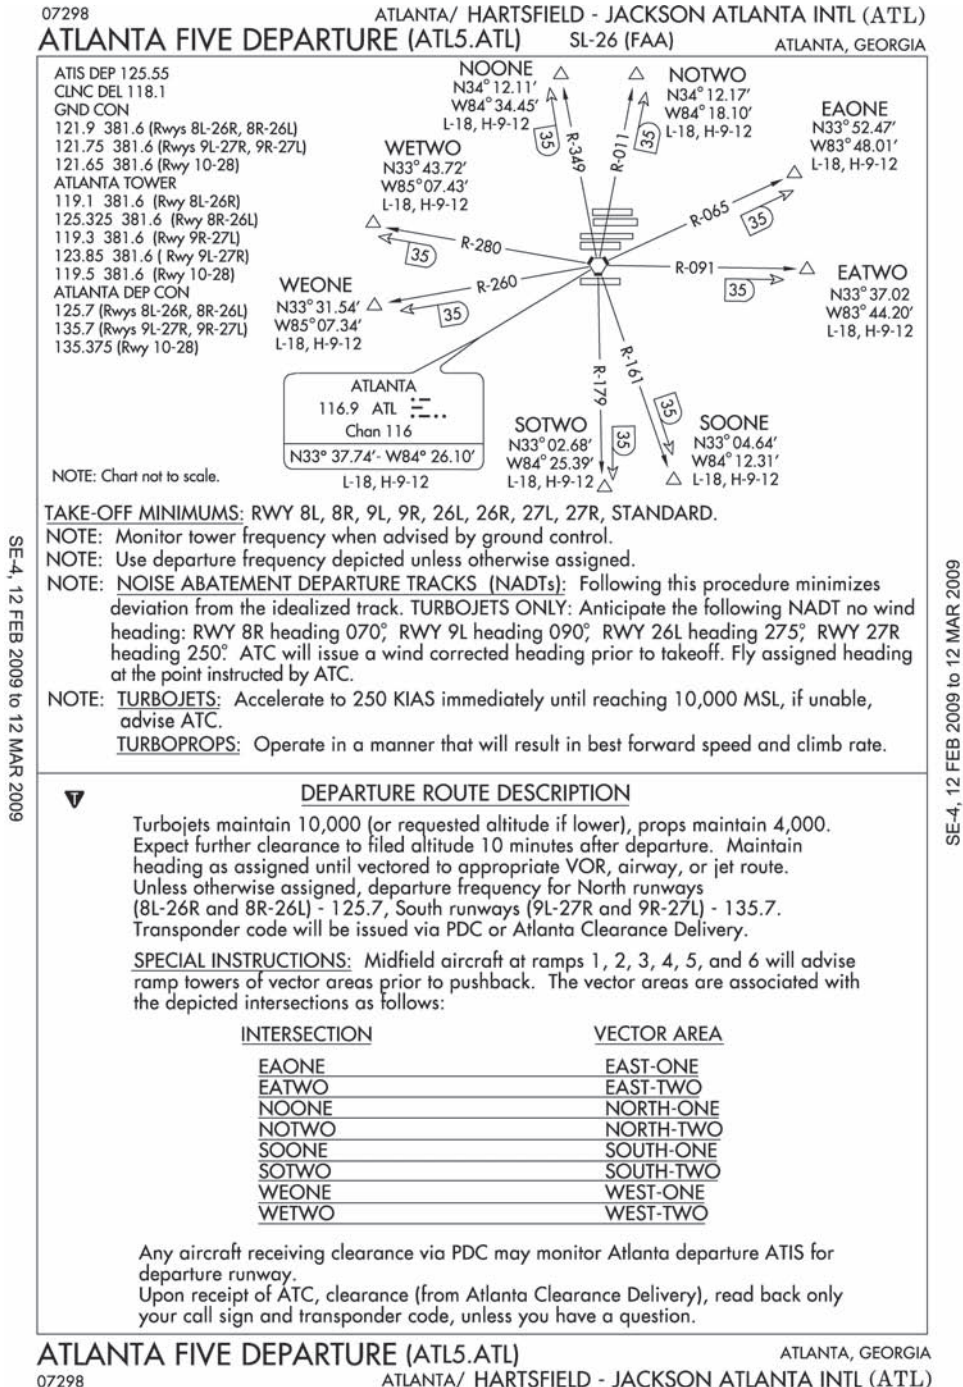 07298
ATLANTA/ HARTSFIELD - JACKSON ATLANTA INTL (ATL)
ATLANTA FIVE DEPARTURE (ATL5.ATL)
SL-26 (FAA)
ATLANTA, GEORGIA
ATIS DEP 125.55
CLNC DEL 118.1
GND CON
121.9 381.6 (Rwys 8L-26R, 8R-26L)
121.75 381.6 (Rwys 9L-27R, 9R-27L)
121.65 381.6 (Rwy 10-28)
ATLANTA TOWER
119.1 381.6 (Rwy 8L-26R)
125.325 381.6 (Rwy 8R-26L)
119.3 381.6 (Rwy 9R-27L)
123.85 381.6 ( Rwy 9L-27R)
119.5 381.6 (Rwy 10-28)
ATLANTA DEP CON
125.7 (Rwys 8L-26R, 8R-26L)
135.7 (Rwys 9L-27R, 9R-27L)
135.375 (Rwy 10-28)
NOONE
N34° 12.11′
W84° 34.45′
L-18, H-9-12
35
R-349
NOTWO
N34° 12.17′
W84° 18.10′
L-18, H-9-12
35
R-011
EAONE
N33° 52.47′
W83° 48.01′
L-18, H-9-12
R-065
35
WETWO
N33° 43.72′
W85° 07.43′
L-18, H-9-12
R-280
35
WEONE
N33° 31.54′
W85° 07.34′
L-18, H-9-12
R-260
35
R-091
35
EATWO
N33° 37.02
W83° 44.20′
L-18, H-9-12
ATLANTA
116.9 ATL
Chan 116
N33° 37.74′- W84° 26.10′
L-18, H-9-12
R-179
35
SOTWO
N33° 02.68′
W84° 25.39′
L-18, H-9-12
R-161
35
SOONE
N33° 04.64′
W84° 12.31′
L-18, H-9-12
NOTE: Chart not to scale.
TAKE-OFF MINIMUMS: RWY 8L, 8R, 9L, 9R, 26L, 26R, 27L, 27R, STANDARD.
NOTE: Monitor tower frequency when advised by ground control.
NOTE: Use departure frequency depicted unless otherwise assigned.
NOTE: NOISE ABATEMENT DEPARTURE TRACKS (NADTs): Following this procedure minimizes
deviation from the idealized track. TURBOJETS ONLY: Anticipate the following NADT no wind
heading: RWY 8R heading 070°, RWY 9L heading 090°, RWY 26L heading 275°, RWY 27R
heading 250°. ATC will issue a wind corrected heading prior to takeoff. Fly assigned heading
at the point instructed by ATC.
NOTE: TURBOJETS: Accelerate to 250 KIAS immediately until reaching 10,000 MSL, if unable,
advise ATC.
TURBOPROPS: Operate in a manner that will result in best forward speed and climb rate.
T
DEPARTURE ROUTE DESCRIPTION
Turbojets maintain 10,000 (or requested altitude if lower), props maintain 4,000.
Expect further clearance to filed altitude 10 minutes after departure. Maintain
heading as assigned until vectored to appropriate VOR, airway, or jet route.
Unless otherwise assigned, departure frequency for North runways
(8L-26R and 8R-26L) - 125.7, South runways (9L-27R and 9R-27L) - 135.7.
Transponder code will be issued via PDC or Atlanta Clearance Delivery.
SPECIAL INSTRUCTIONS: Midfield aircraft at ramps 1, 2, 3, 4, 5, and 6 will advise
ramp towers of vector areas prior to pushback. The vector areas are associated with
the depicted intersections as follows:
INTERSECTION VECTOR AREA
EAONE EAST-ONE
EATWO EAST-TWO
NOONE NORTH-ONE
NOTWO NORTH-TWO
SOONE SOUTH-ONE
SOTWO SOUTH-TWO
WEONE WEST-ONE
WETWO WEST-TWO
Any aircraft receiving clearance via PDC may monitor Atlanta departure ATIS for
departure runway.
Upon receipt of ATC, clearance (from Atlanta Clearance Delivery), read back only
your call sign and transponder code, unless you have a question.
ATLANTA FIVE DEPARTURE (ATL5.ATL)
ATLANTA, GEORGIA
07298
ATLANTA/ HARTSFIELD - JACKSON ATLANTA INTL (ATL)
SE-4, 12 FEB 2009 to 12 MAR 2009
SE-4, 12 FEB 2009 to 12 MAR 2009